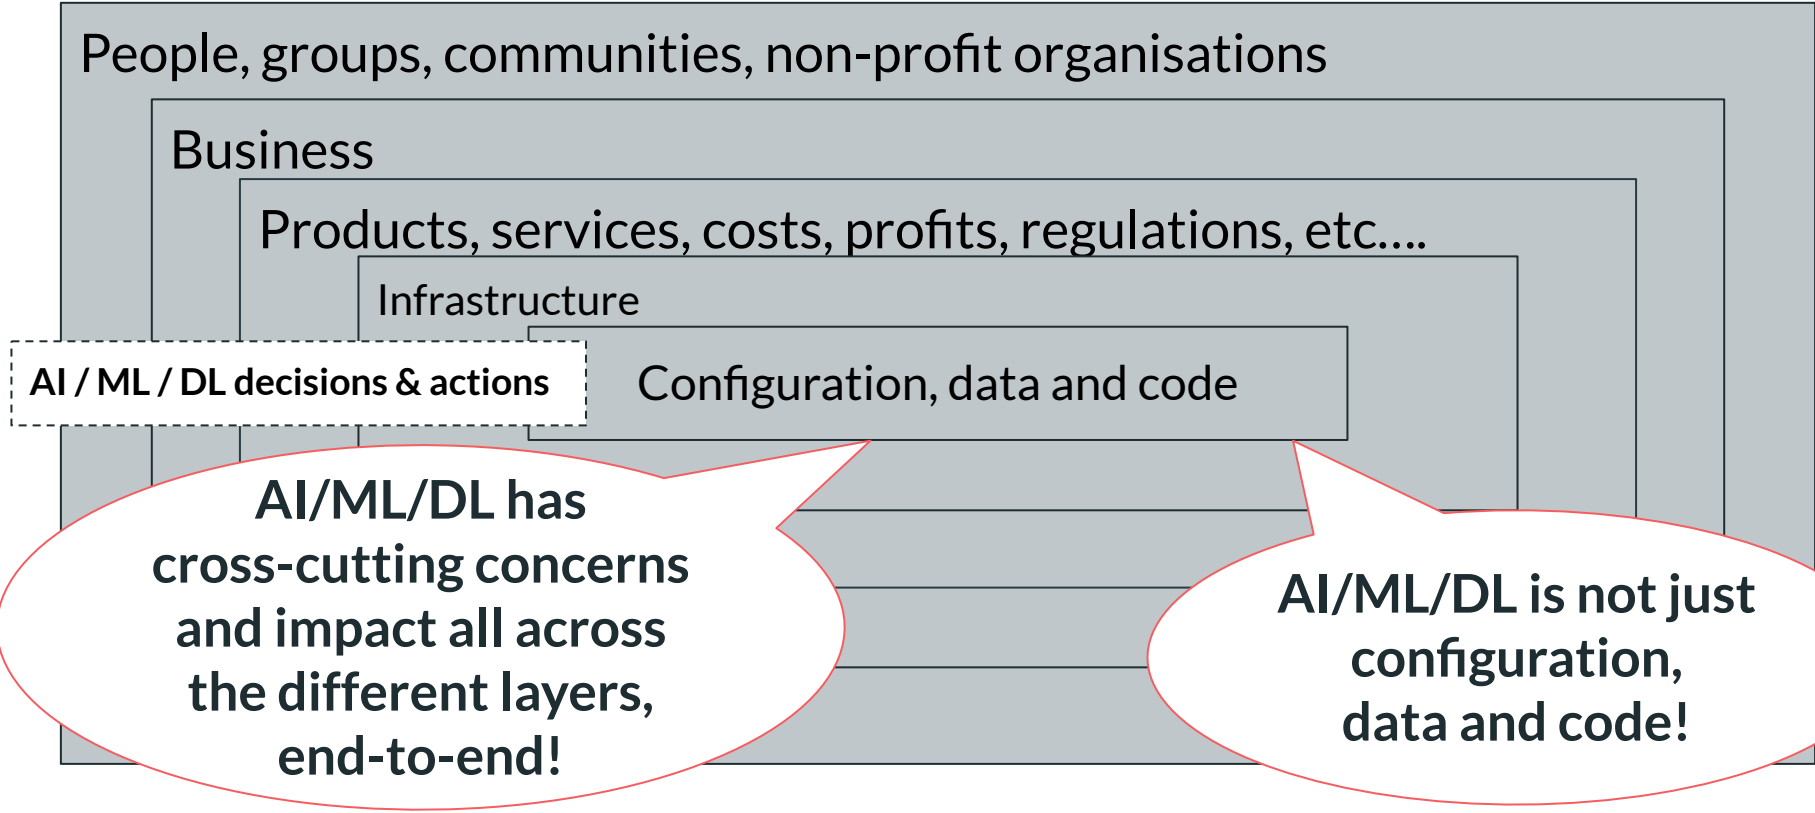 People, groups, communities, non-profit organisations
Business
Products, services, costs, profits, regulations, etc....
Infrastructure
AI / ML / DL decisions & actions
Configuration, data and code
AI/ML/DL has
cross-cutting concerns
and impact all across
the different layers,
end-to-end!
AI/ML/DL is not just
configuration,
data and code!